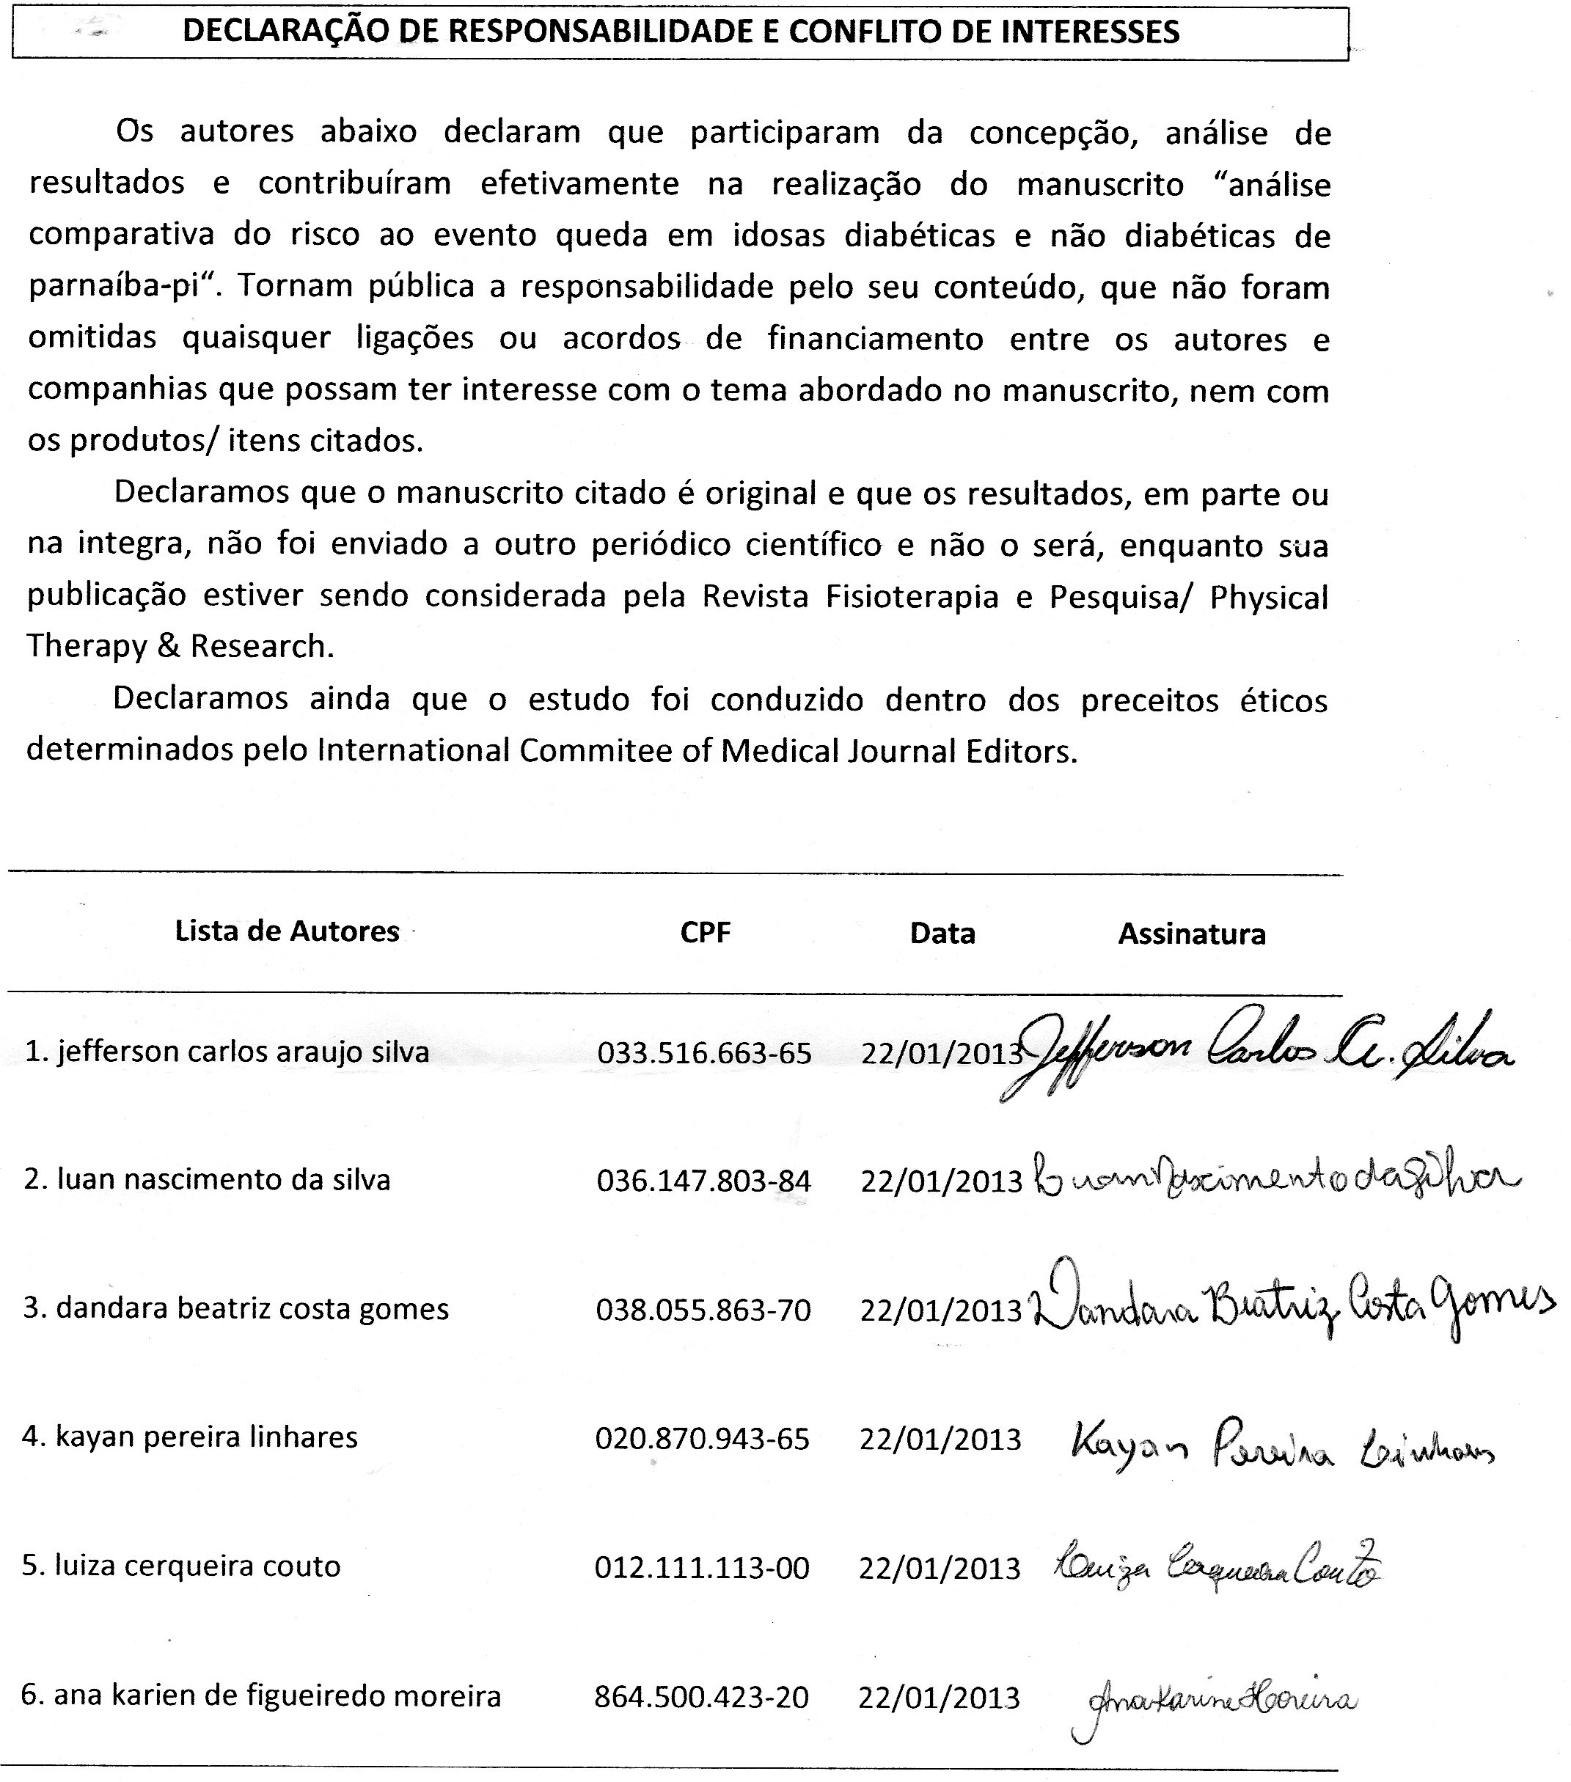 DECLARAÇÃO DE RESPONSABILIDADE E CONFLITO DE INTERESSES
Os autores abaixo declaram que participaram da concepção, análise de
resultados e contribuíram efetivamente na realização do manuscrito “análise
comparativa do risco ao evento queda em idosas diabéticas e não diabéticas de
parnaíba-pi“. Tornam pública a responsabilidade pelo seu conteúdo, que não foram
omitidas quaisquer ligações ou acordos de financiamento entre os autores e
companhias que possam ter interesse com o tema abordado no manuscrito, nem com
os produtos/ itens citados.
Declaramos que o manuscrito citado é original e que os resultados, em parte ou
na integra, não foi enviado a outro periódico científico e não o será, enquanto sua
publicação estiver sendo considerada pela Revista Fisioterapia e Pesquisa/ Physical
Therapy & Research.
Declaramos ainda que o estudo foi conduzido dentro dos preceitos éticos
determinados pelo International Commitee of Medical Journal Editors.
Lista de Autores CPF Data Assinatura
1. jefferson carlos araujo silva 033.516.663-65 22/01/2013 Jefferson Carlos A. Silva
2. luan nascimento da silva 036.147.803-84 22/01/2013 Luan Nascimento da Silva
3. dandara beatriz costa gomes 038.055.863-70 22/01/2013 Dandara Beatriz Costa Gomes
4. kayan pereira linhares 020.870.943-65 22/01/2013 Kayan Pereira Linhares
5. luiza cerqueira couto 012.111.113-00 22/01/2013 Luiza Cerqueira Couto
6. ana karien de figueiredo moreira 864.500.423-20 22/01/2013 Ana Karine Moreira